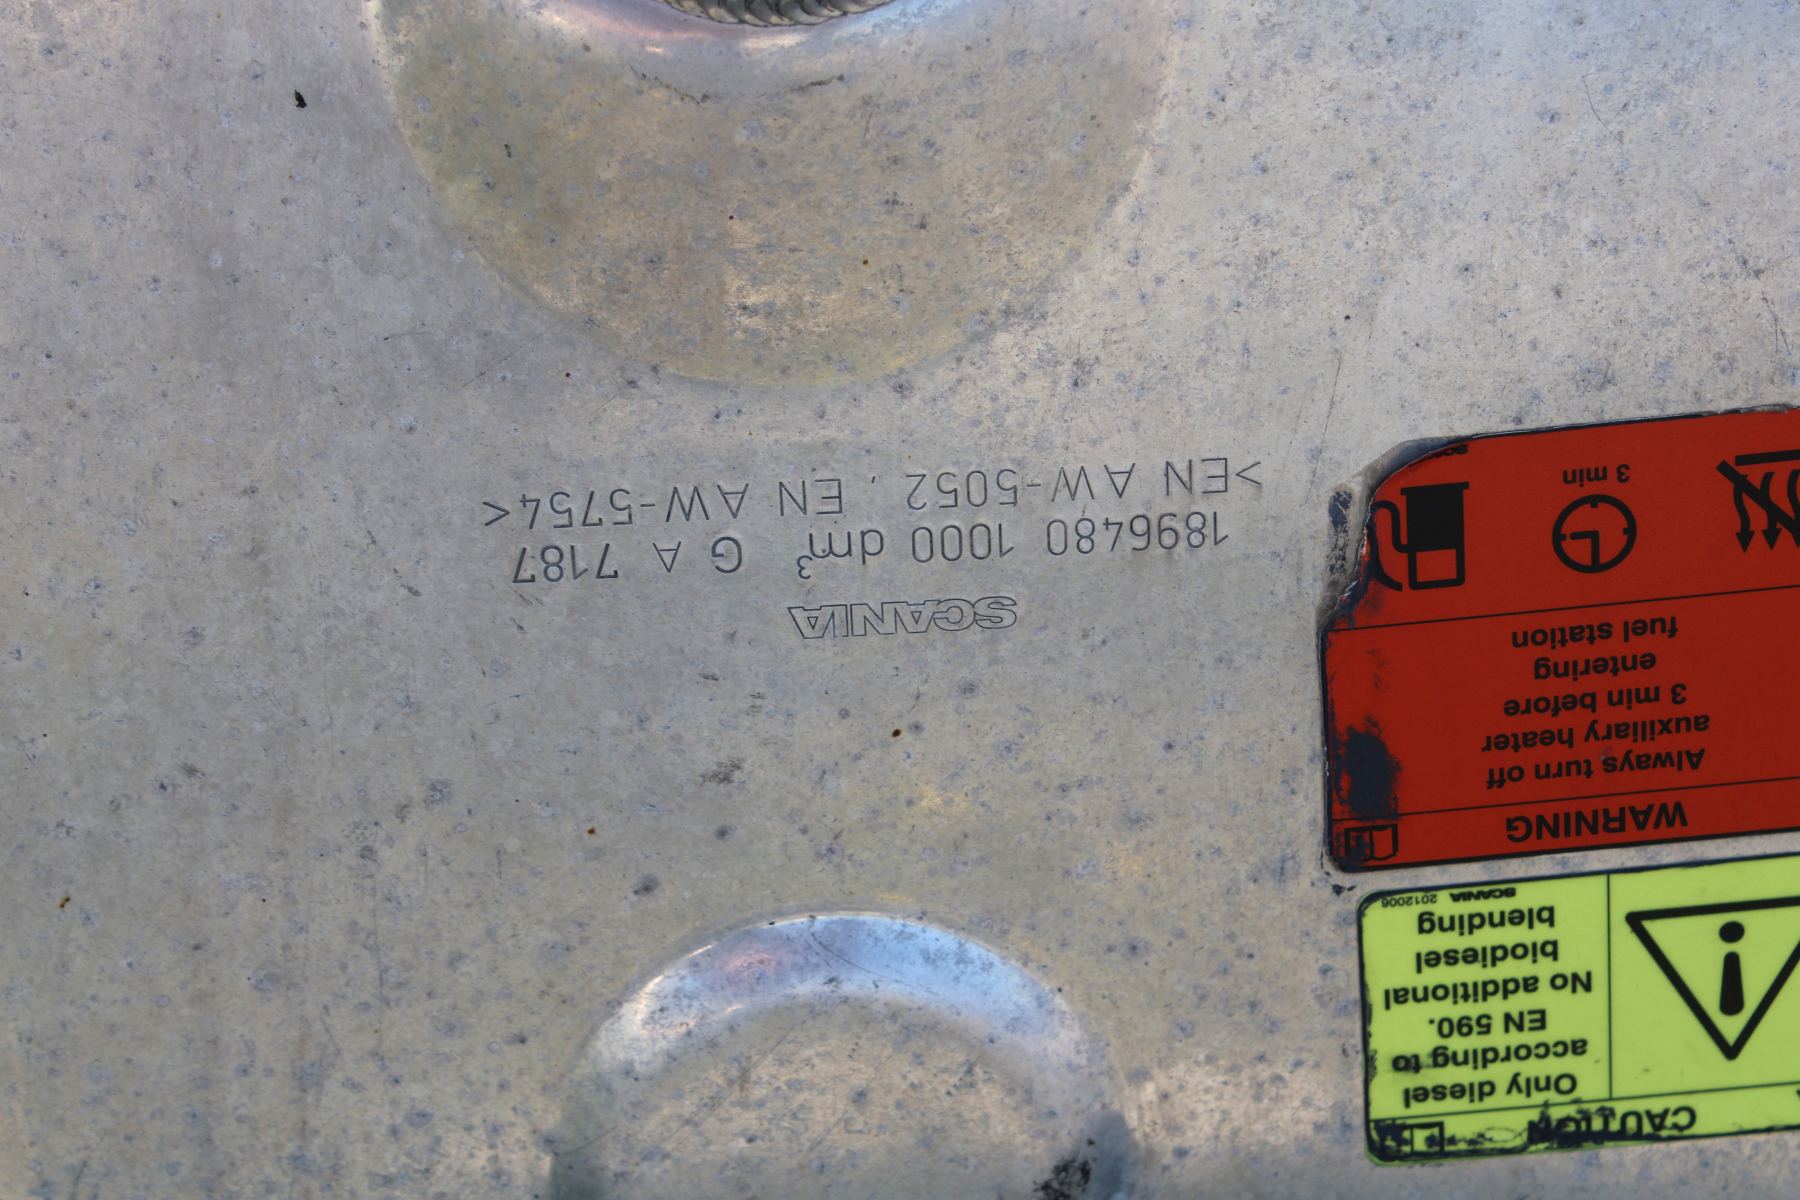 SCANIA
1896480 1000 dm³ G A 7187
>EN AW-5052 , EN AW-5754<
WARNING
Always turn off
auxiliary heater
3 min before
entering
fuel station
3 min
CAUTION
Only diesel
according to
EN 590.
No additional
biodiesel
blending
SCANIA 2012006